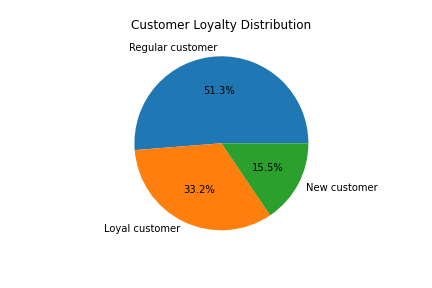 Customer Loyalty Distribution
Regular customer
51.3%
15.5%
33.2%
New customer
Loyal customer